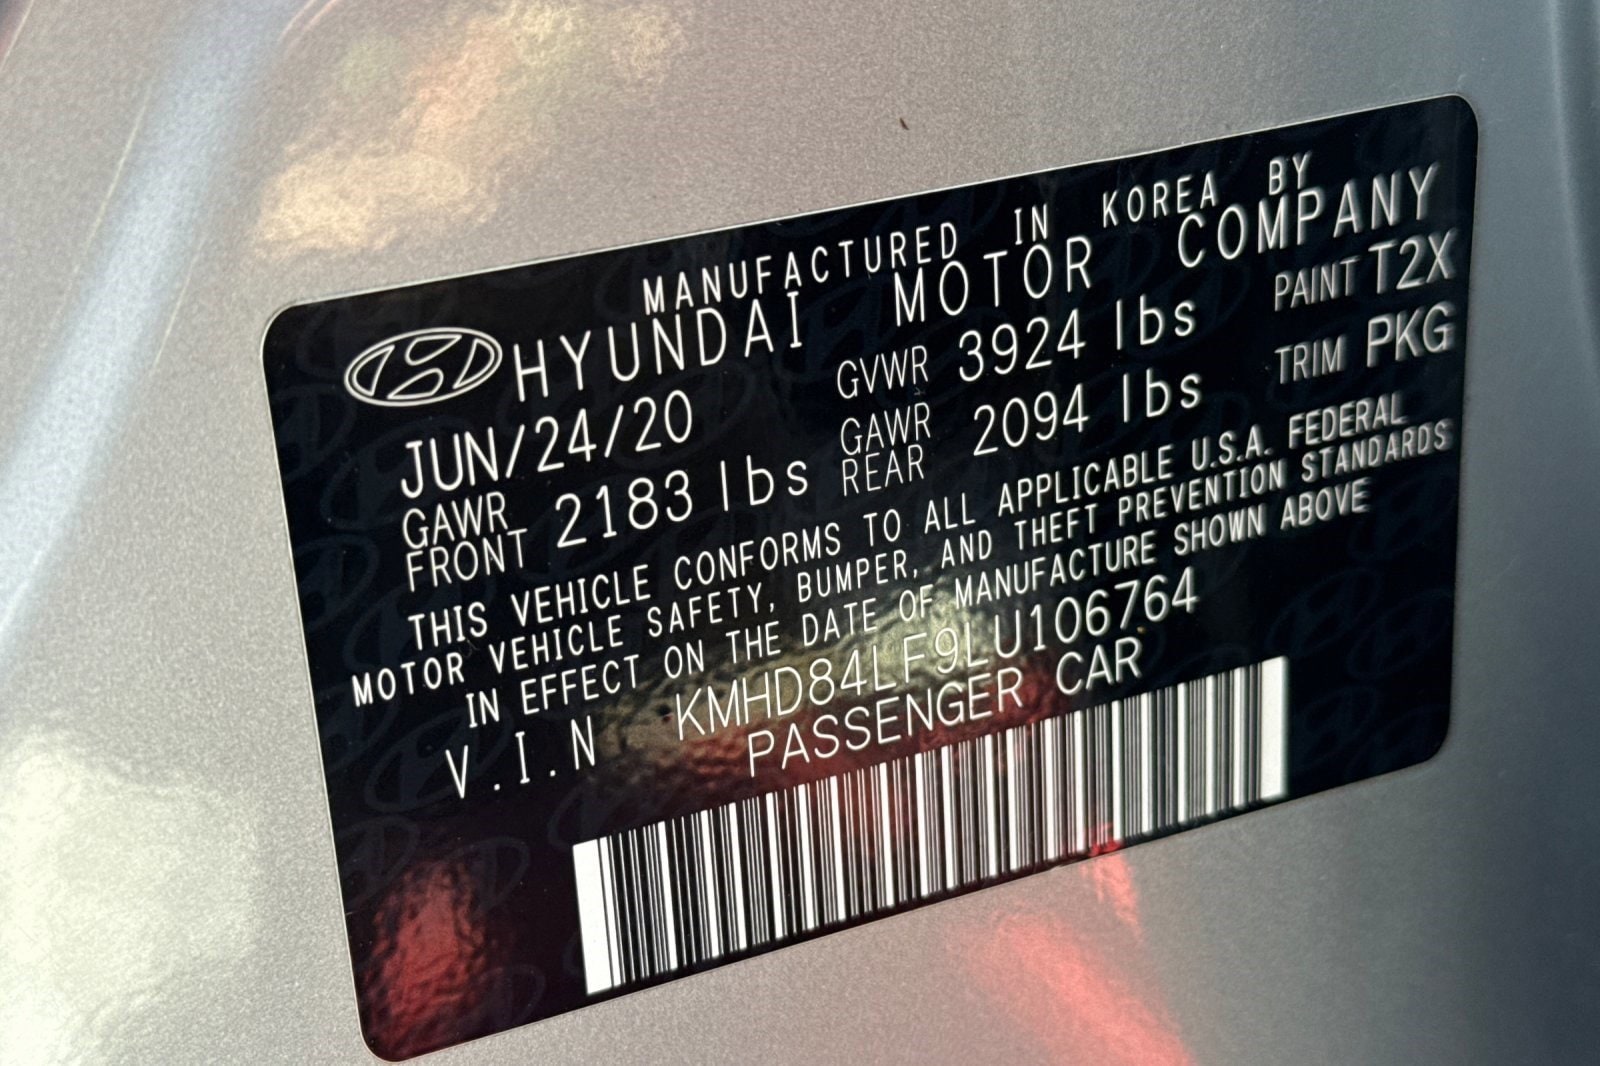 MANUFACTURED IN KOREA BY
HYUNDAI MOTOR COMPANY
JUN/24/20 GVWR 3924 lbs PAINT T2X
GAWR FRONT 2183 lbs GAWR REAR 2094 lbs TRIM PKG
THIS VEHICLE CONFORMS TO ALL APPLICABLE U.S.A. FEDERAL
MOTOR VEHICLE SAFETY, BUMPER, AND THEFT PREVENTION STANDARDS
IN EFFECT ON THE DATE OF MANUFACTURE SHOWN ABOVE
V.I.N KMHD84LF9LU106764
PASSENGER CAR